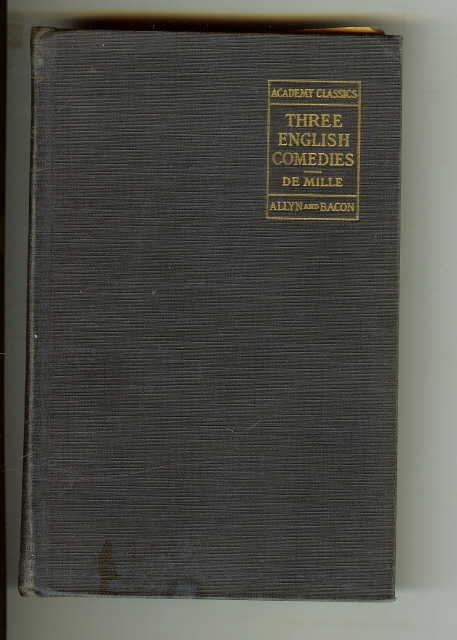 ACADEMY CLASSICS
THREE
ENGLISH
COMEDIES
DE MILLE
ALLYN AND BACON